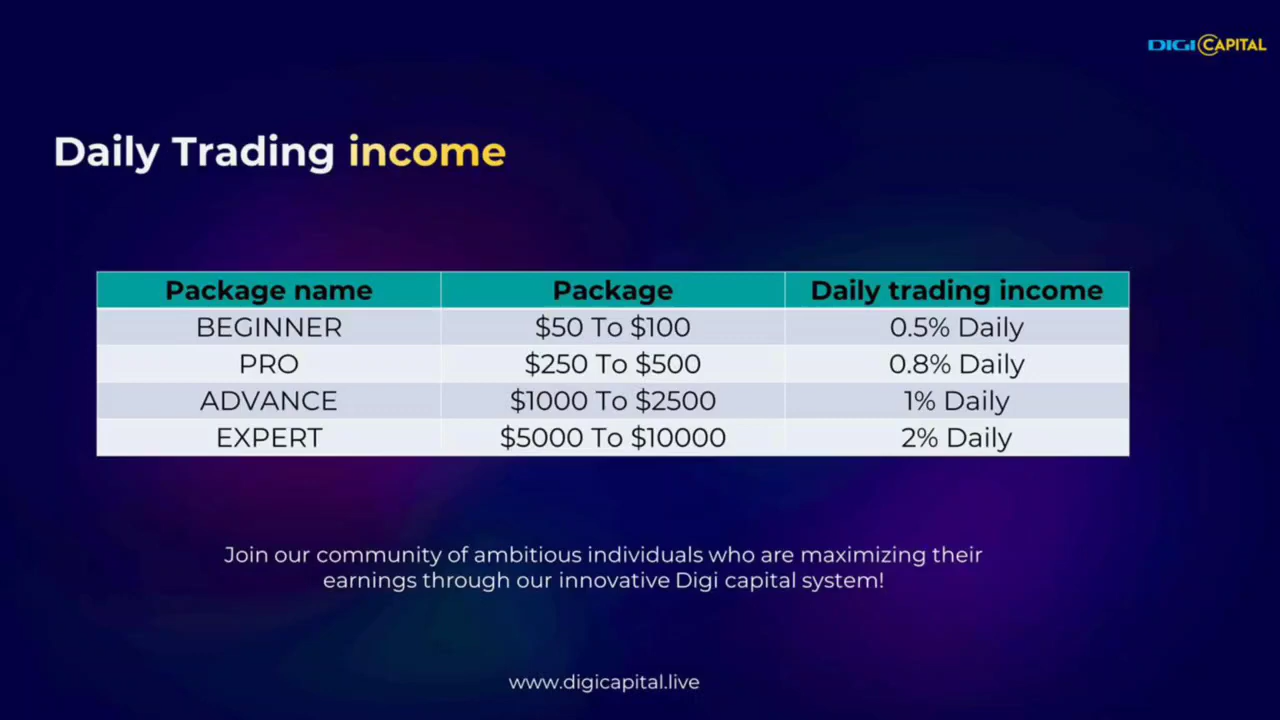 DIGI CAPITAL
Daily Trading income
Package name Package Daily trading income
BEGINNER $50 To $100 0.5% Daily
PRO $250 To $500 0.8% Daily
ADVANCE $1000 To $2500 1% Daily
EXPERT $5000 To $10000 2% Daily
Join our community of ambitious individuals who are maximizing their
earnings through our innovative Digi capital system!
www.digicapital.live